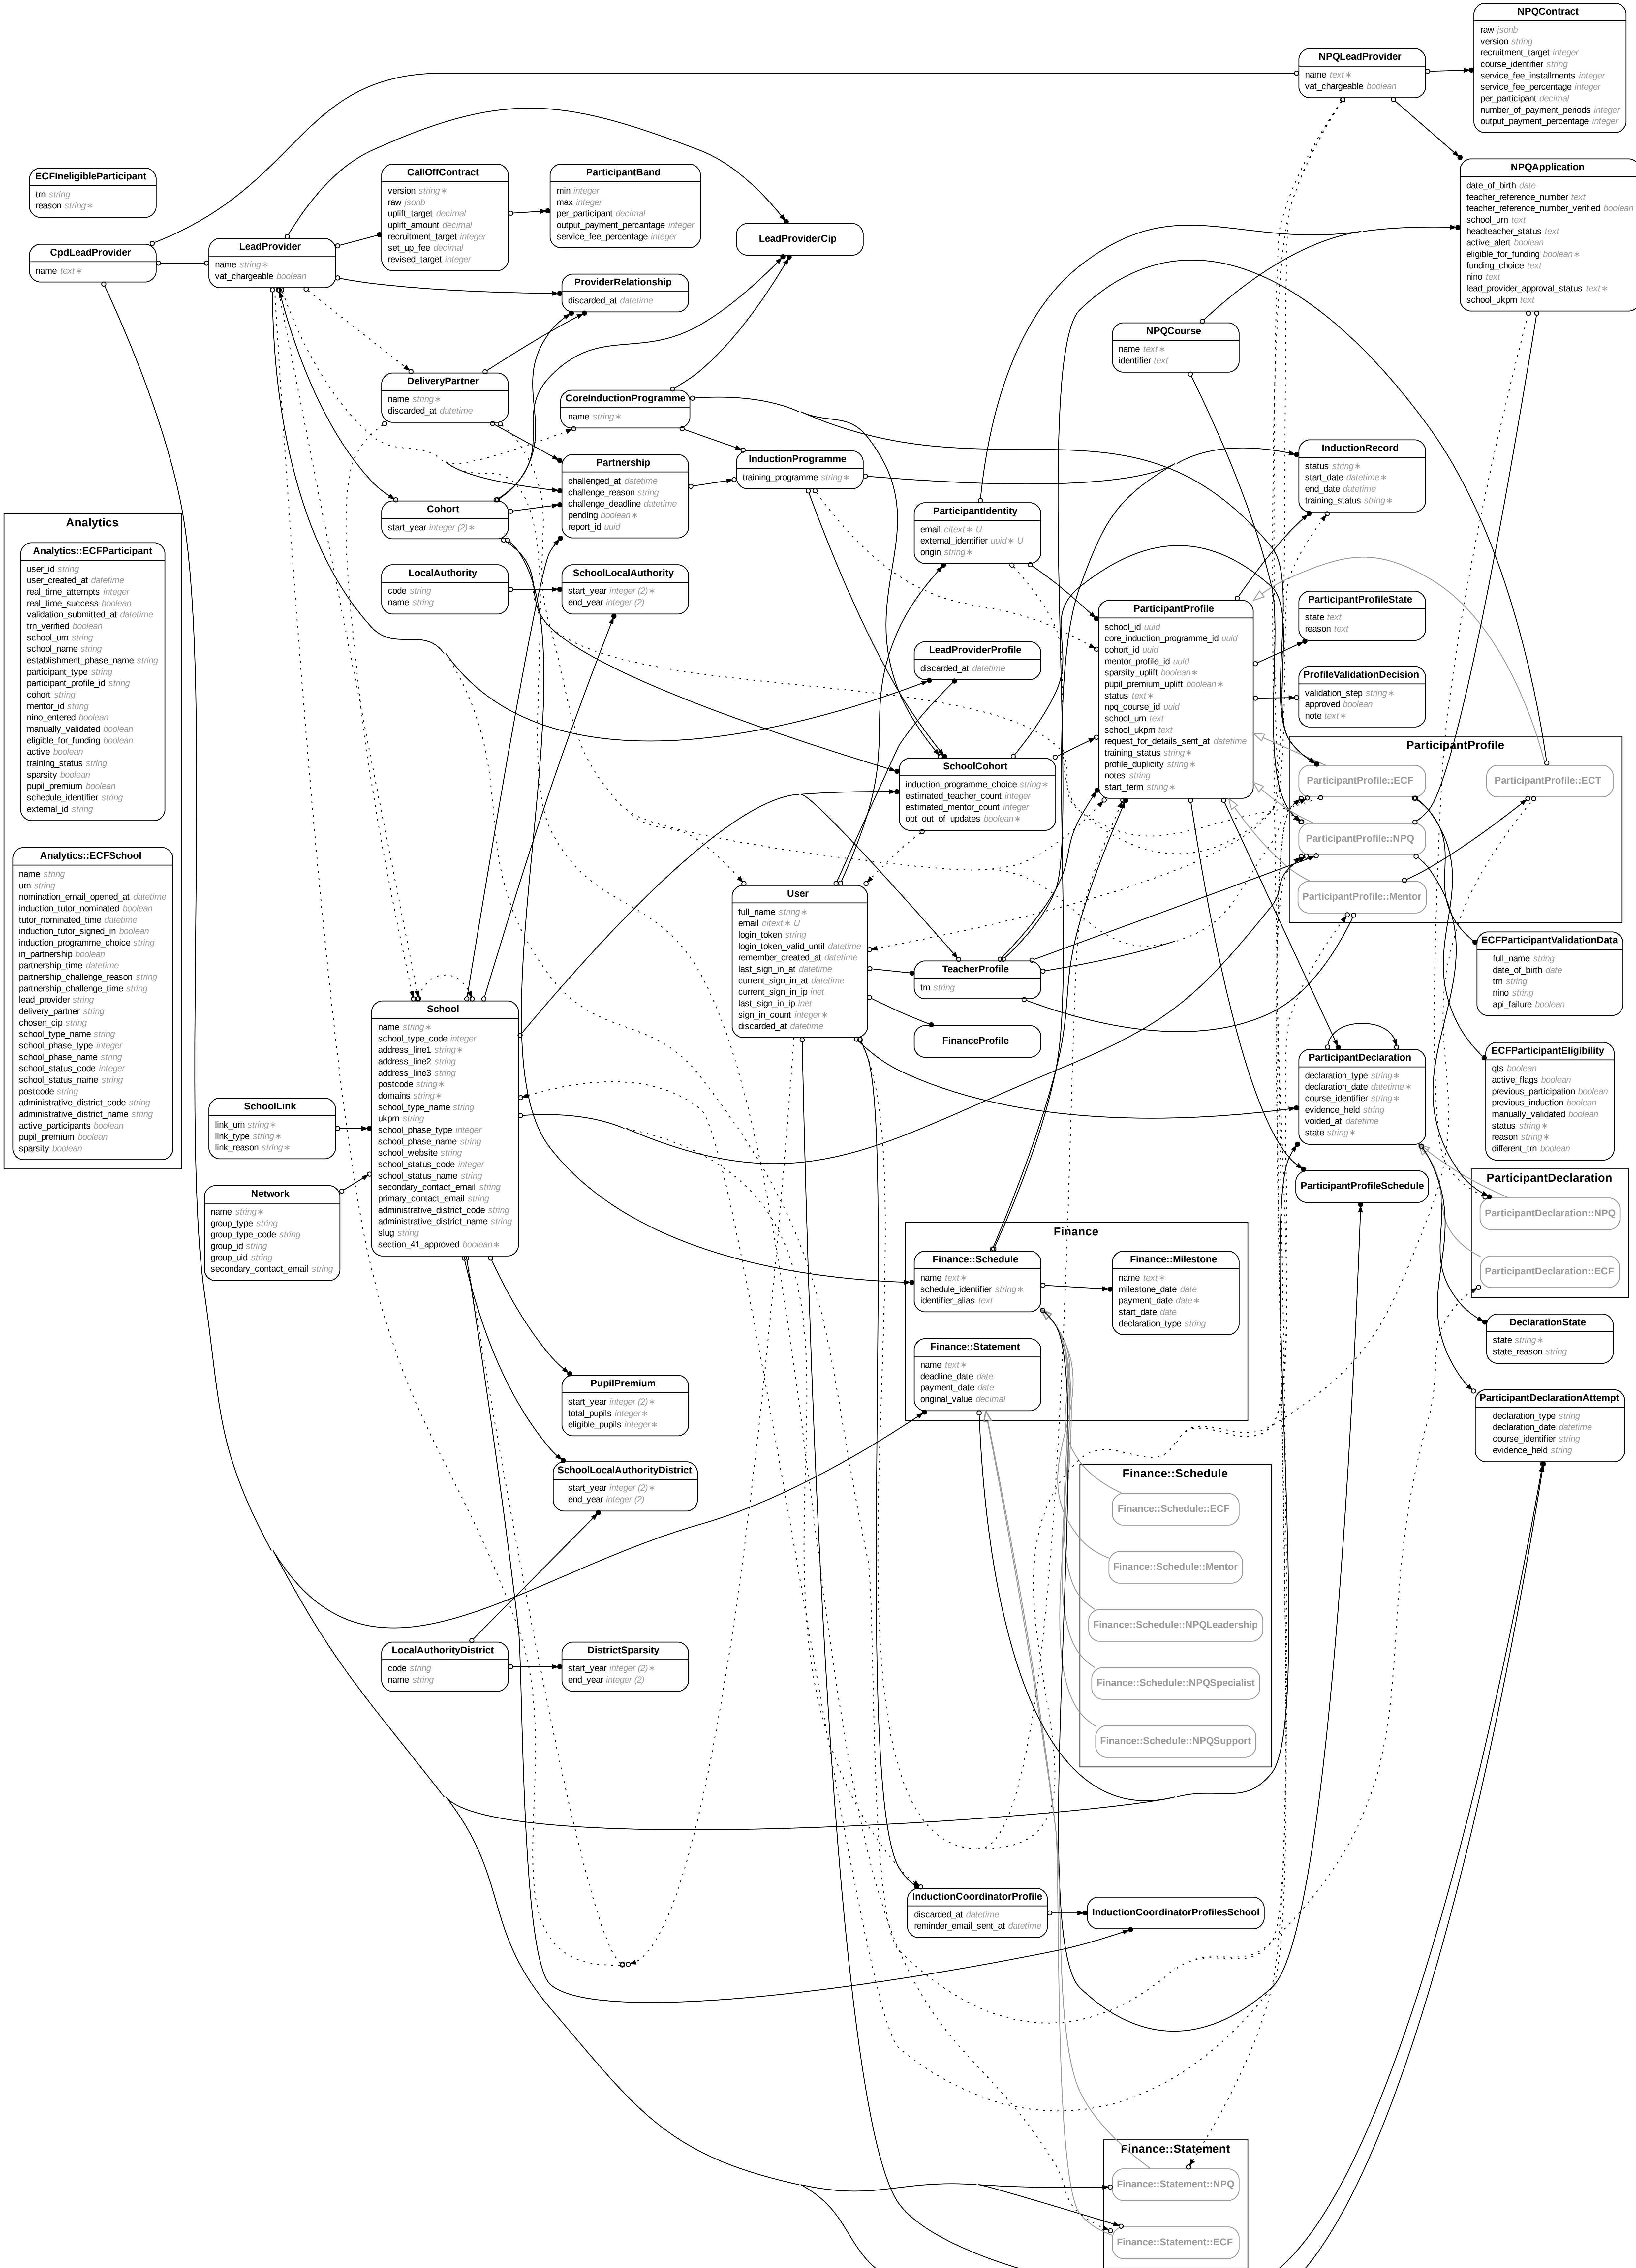 NPQContract
raw jsonb
version string
recruitment_target integer
course_identifier string
service_fee_installments integer
service_fee_percentage integer
per_participant decimal
number_of_payment_periods integer
output_payment_percentage integer
NPQLeadProvider
name text ∗
vat_chargeable boolean
NPQApplication
date_of_birth date
teacher_reference_number text
teacher_reference_number_verified boolean
school_urn text
headteacher_status text
active_alert boolean
eligible_for_funding boolean ∗
funding_choice text
nino text
lead_provider_approval_status text ∗
school_ukprn text
ECFIneligibleParticipant
trn string
reason string ∗
CallOffContract
version string ∗
raw jsonb
uplift_target decimal
uplift_amount decimal
recruitment_target integer
set_up_fee decimal
revised_target integer
ParticipantBand
min integer
max integer
per_participant decimal
output_payment_percantage integer
service_fee_percentage integer
LeadProviderCip
CpdLeadProvider
name text ∗
LeadProvider
name string ∗
vat_chargeable boolean
ProviderRelationship
discarded_at datetime
NPQCourse
name text ∗
identifier text
DeliveryPartner
name string ∗
discarded_at datetime
CoreInductionProgramme
name string ∗
Partnership
challenged_at datetime
challenge_reason string
challenge_deadline datetime
pending boolean ∗
report_id uuid
InductionProgramme
training_programme string ∗
InductionRecord
status string ∗
start_date datetime ∗
end_date datetime
training_status string ∗
Cohort
start_year integer (2) ∗
ParticipantIdentity
email citext ∗ U
external_identifier uuid ∗ U
origin string ∗
Analytics
Analytics::ECFParticipant
user_id string
user_created_at datetime
real_time_attempts integer
real_time_success boolean
validation_submitted_at datetime
trn_verified boolean
school_urn string
school_name string
establishment_phase_name string
participant_type string
participant_profile_id string
cohort string
mentor_id string
nino_entered boolean
manually_validated boolean
eligible_for_funding boolean
active boolean
training_status string
sparsity boolean
pupil_premium boolean
schedule_identifier string
external_id string
Analytics::ECFSchool
name string
urn string
nomination_email_opened_at datetime
induction_tutor_nominated boolean
tutor_nominated_time datetime
induction_tutor_signed_in boolean
induction_programme_choice string
in_partnership boolean
partnership_time datetime
partnership_challenge_reason string
partnership_challenge_time string
lead_provider string
delivery_partner string
chosen_cip string
school_type_name string
school_phase_type integer
school_phase_name string
school_status_code integer
school_status_name string
postcode string
administrative_district_code string
administrative_district_name string
active_participants boolean
pupil_premium boolean
sparsity boolean
LocalAuthority
code string
name string
SchoolLocalAuthority
start_year integer (2) ∗
end_year integer (2)
LeadProviderProfile
discarded_at datetime
ParticipantProfile
school_id uuid
core_induction_programme_id uuid
cohort_id uuid
mentor_profile_id uuid
sparsity_uplift boolean ∗
pupil_premium_uplift boolean ∗
status text ∗
npq_course_id uuid
school_urn text
school_ukprn text
request_for_details_sent_at datetime
training_status string ∗
profile_duplicity string ∗
notes string
start_term string ∗
ParticipantProfileState
state text
reason text
ProfileValidationDecision
validation_step string ∗
approved boolean
note text ∗
ParticipantProfile
ParticipantProfile::ECF
ParticipantProfile::ECT
ParticipantProfile::NPQ
ParticipantProfile::Mentor
SchoolCohort
induction_programme_choice string ∗
estimated_teacher_count integer
estimated_mentor_count integer
opt_out_of_updates boolean ∗
User
full_name string ∗
email citext ∗ U
login_token string
login_token_valid_until datetime
remember_created_at datetime
last_sign_in_at datetime
current_sign_in_at datetime
current_sign_in_ip inet
last_sign_in_ip inet
sign_in_count integer ∗
discarded_at datetime
TeacherProfile
trn string
FinanceProfile
ECFParticipantValidationData
full_name string
date_of_birth date
trn string
nino string
api_failure boolean
School
name string ∗
school_type_code integer
address_line1 string ∗
address_line2 string
address_line3 string
postcode string ∗
domains string ∗
school_type_name string
ukprn string
school_phase_type integer
school_phase_name string
school_website string
school_status_code integer
school_status_name string
secondary_contact_email string
primary_contact_email string
administrative_district_code string
administrative_district_name string
slug string
section_41_approved boolean ∗
ParticipantDeclaration
declaration_type string ∗
declaration_date datetime ∗
course_identifier string ∗
evidence_held string
voided_at datetime
state string ∗
ECFParticipantEligibility
qts boolean
active_flags boolean
previous_participation boolean
previous_induction boolean
manually_validated boolean
status string ∗
reason string ∗
different_trn boolean
SchoolLink
link_urn string ∗
link_type string ∗
link_reason string ∗
Network
name string ∗
group_type string
group_type_code string
group_id string
group_uid string
secondary_contact_email string
ParticipantProfileSchedule
ParticipantDeclaration
ParticipantDeclaration::NPQ
ParticipantDeclaration::ECF
Finance
Finance::Schedule
name text ∗
schedule_identifier string ∗
identifier_alias text
Finance::Milestone
name text ∗
milestone_date date
payment_date date ∗
start_date date
declaration_type string
Finance::Statement
name text ∗
deadline_date date
payment_date date
original_value decimal
DeclarationState
state string ∗
state_reason string
PupilPremium
start_year integer (2) ∗
total_pupils integer ∗
eligible_pupils integer ∗
ParticipantDeclarationAttempt
declaration_type string
declaration_date datetime
course_identifier string
evidence_held string
SchoolLocalAuthorityDistrict
start_year integer (2) ∗
end_year integer (2)
Finance::Schedule
Finance::Schedule::ECF
Finance::Schedule::Mentor
Finance::Schedule::NPQLeadership
Finance::Schedule::NPQSpecialist
Finance::Schedule::NPQSupport
LocalAuthorityDistrict
code string
name string
DistrictSparsity
start_year integer (2) ∗
end_year integer (2)
InductionCoordinatorProfile
discarded_at datetime
reminder_email_sent_at datetime
InductionCoordinatorProfilesSchool
Finance::Statement
Finance::Statement::NPQ
Finance::Statement::ECF